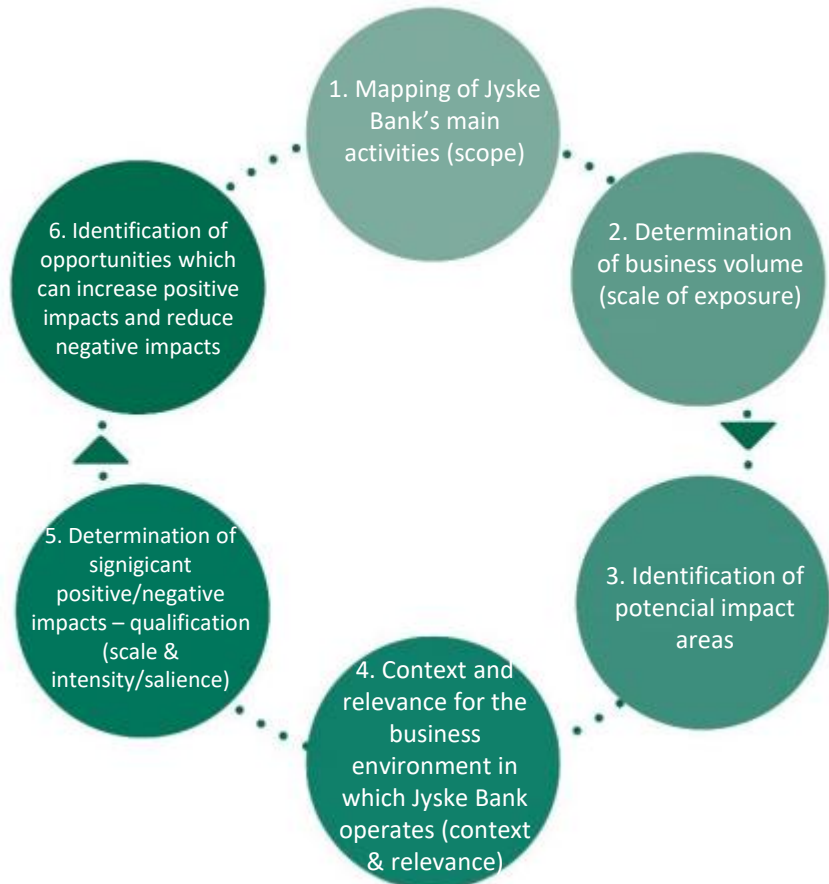 1. Mapping of Jyske
Bank's main
activities (scope)
2. Determination
of business volume
(scale of exposure)
3. Identification of
potencial impact
areas
4. Context and
relevance for the
business
environment in
which Jyske Bank
operates (context
& relevance)
5. Determination of
signigicant
positive/negative
impacts – qualification
(scale &
intensity/salience)
6. Identification of
opportunities which
can increase positive
impacts and reduce
negative impacts